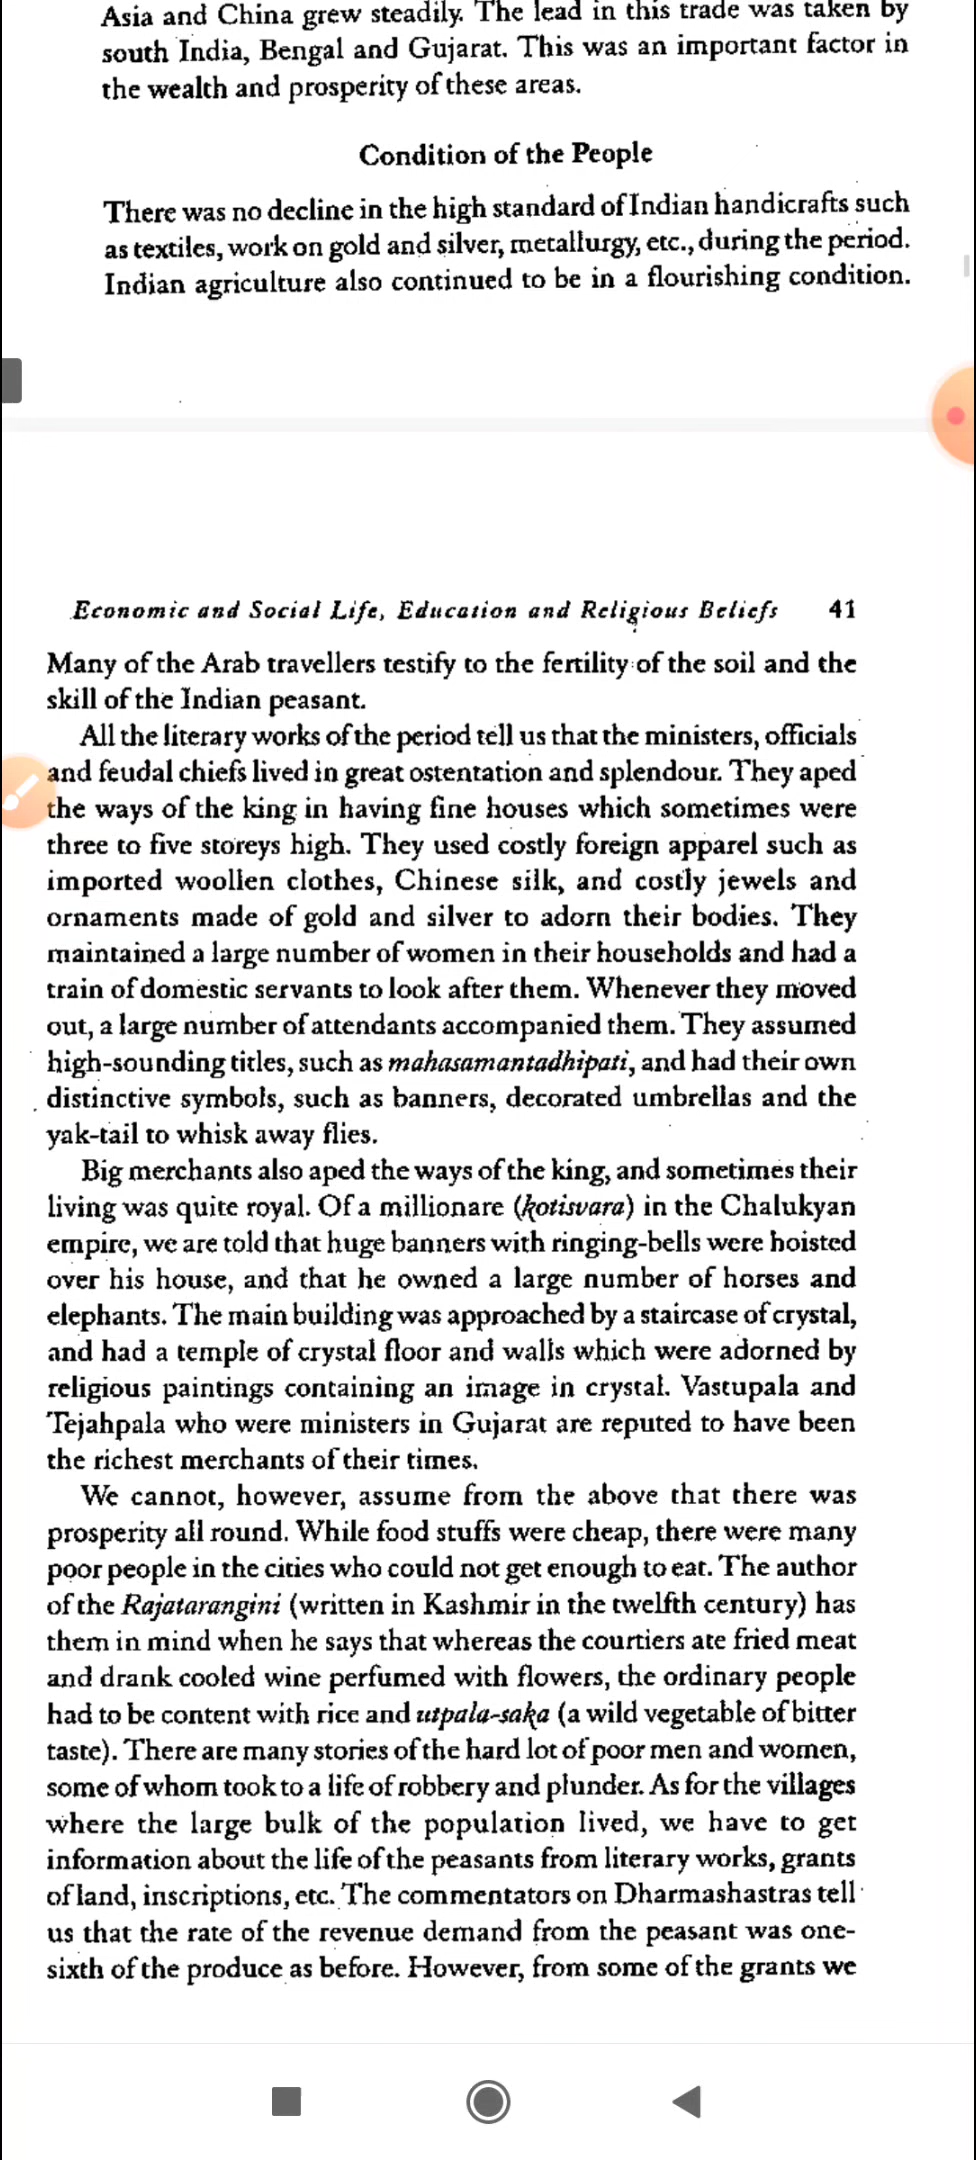 Asia and China grew steadily. The lead in this trade was taken by
south India, Bengal and Gujarat. This was an important factor in
the wealth and prosperity of these areas.
Condition of the People
There was no decline in the high standard of Indian handicrafts such
as textiles, work on gold and silver, metallurgy, etc., during the period.
Indian agriculture also continued to be in a flourishing condition.
Economic and Social Life, Education and Religious Beliefs 41
Many of the Arab travellers testify to the fertility of the soil and the
skill of the Indian peasant.
All the literary works of the period tell us that the ministers, officials
and feudal chiefs lived in great ostentation and splendour. They aped
the ways of the king in having fine houses which sometimes were
three to five storeys high. They used costly foreign apparel such as
imported woollen clothes, Chinese silk, and costly jewels and
ornaments made of gold and silver to adorn their bodies. They
maintained a large number of women in their households and had a
train of domestic servants to look after them. Whenever they moved
out, a large number of attendants accompanied them. They assumed
high-sounding titles, such as mahasamantadhipati, and had their own
distinctive symbols, such as banners, decorated umbrellas and the
yak-tail to whisk away flies.
Big merchants also aped the ways of the king, and sometimes their
living was quite royal. Of a millionare (ḳotisvara) in the Chalukyan
empire, we are told that huge banners with ringing-bells were hoisted
over his house, and that he owned a large number of horses and
elephants. The main building was approached by a staircase of crystal,
and had a temple of crystal floor and walls which were adorned by
religious paintings containing an image in crystal. Vastupala and
Tejahpala who were ministers in Gujarat are reputed to have been
the richest merchants of their times.
We cannot, however, assume from the above that there was
prosperity all round. While food stuffs were cheap, there were many
poor people in the cities who could not get enough to eat. The author
of the Rajatarangini (written in Kashmir in the twelfth century) has
them in mind when he says that whereas the courtiers ate fried meat
and drank cooled wine perfumed with flowers, the ordinary people
had to be content with rice and utpala-saḳa (a wild vegetable of bitter
taste). There are many stories of the hard lot of poor men and women,
some of whom took to a life of robbery and plunder. As for the villages
where the large bulk of the population lived, we have to get
information about the life of the peasants from literary works, grants
of land, inscriptions, etc. The commentators on Dharmashastras tell
us that the rate of the revenue demand from the peasant was one-
sixth of the produce as before. However, from some of the grants we